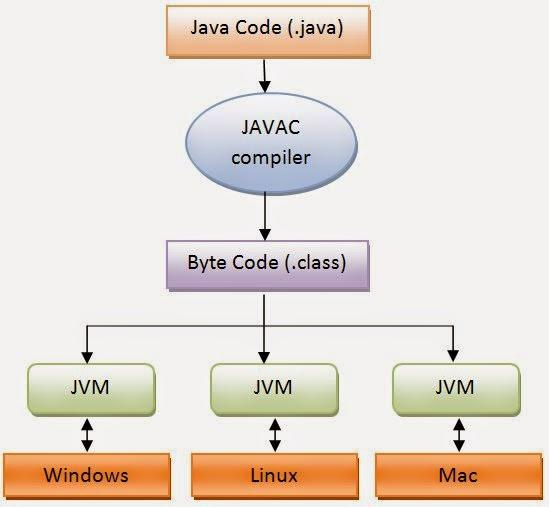 Java Code (.java)
JAVAC
compiler
Byte Code (.class)
JVM
JVM
JVM
Windows
Linux
Mac